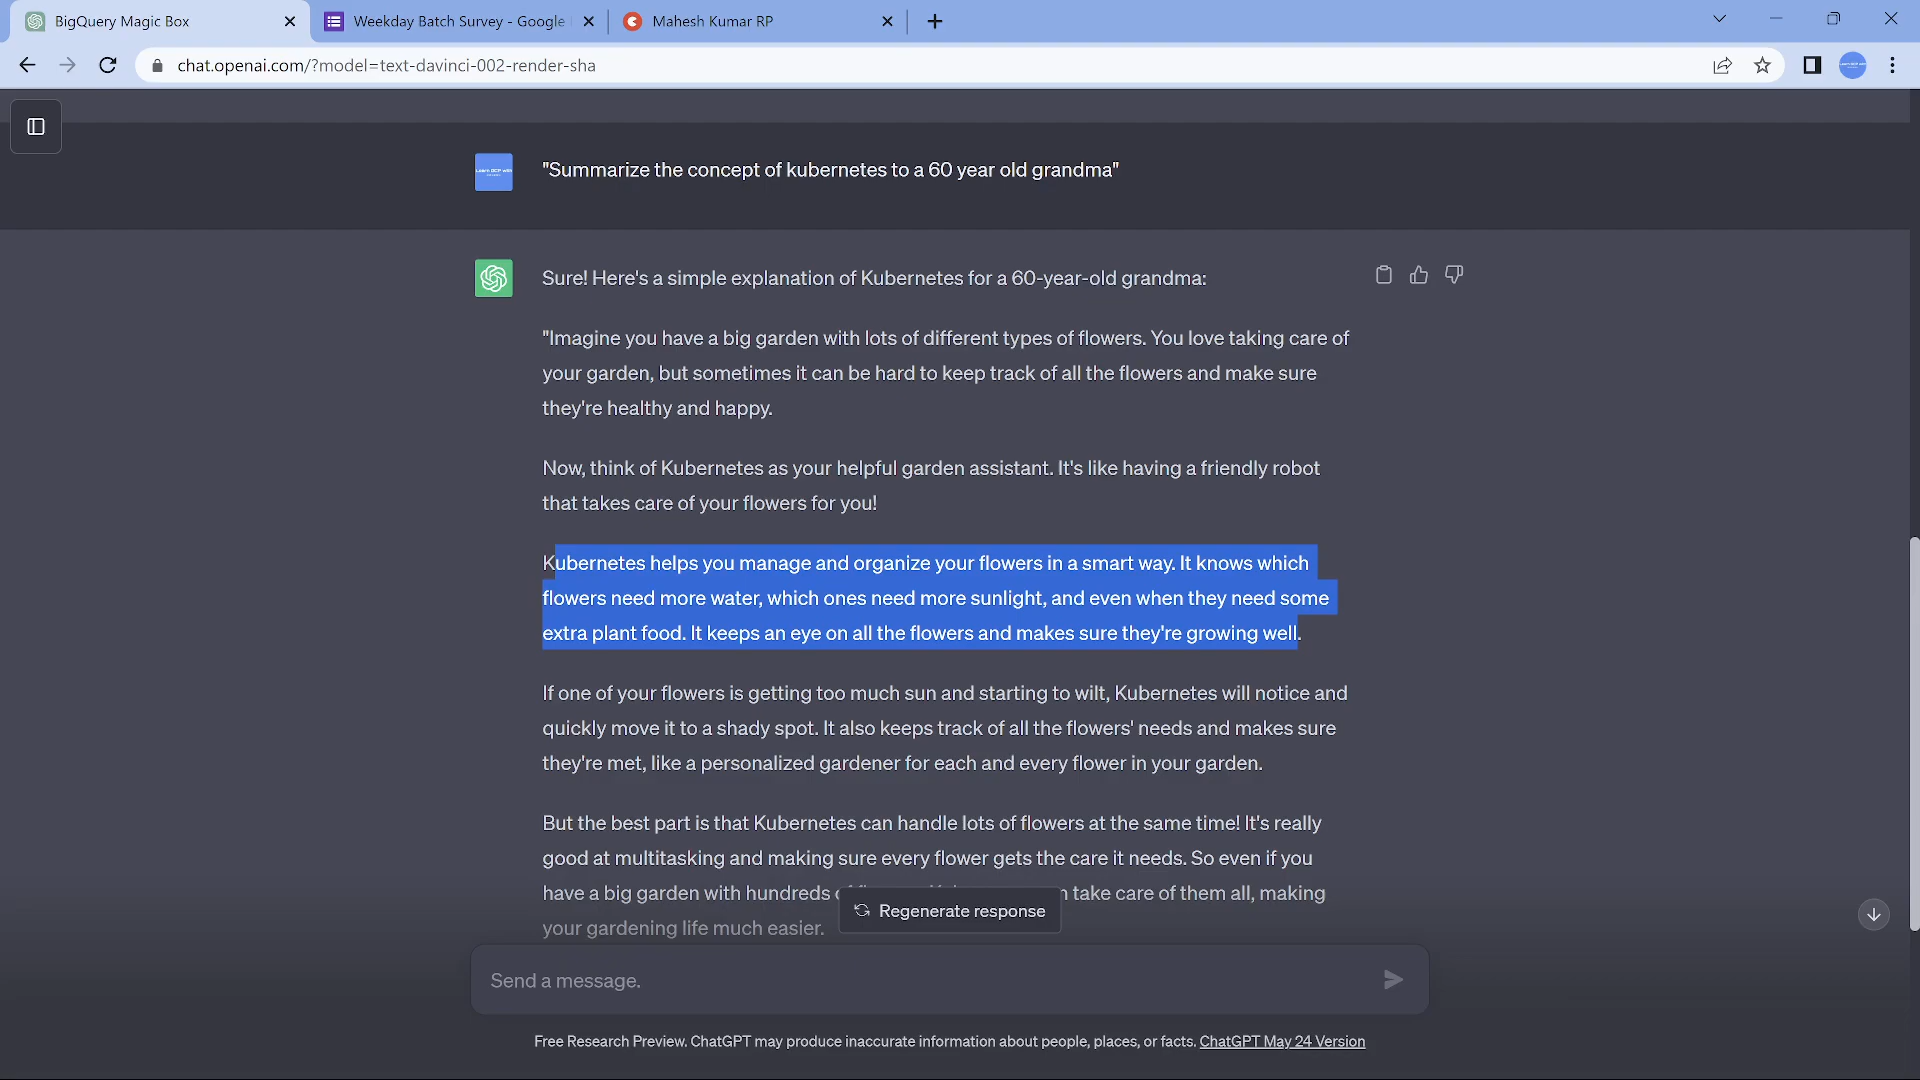 BigQuery Magic Box
Weekday Batch Survey - Google
Mahesh Kumar RP
chat.openai.com/?model=text-davinci-002-render-sha
"Summarize the concept of kubernetes to a 60 year old grandma"
Sure! Here's a simple explanation of Kubernetes for a 60-year-old grandma:
"Imagine you have a big garden with lots of different types of flowers. You love taking care of
your garden, but sometimes it can be hard to keep track of all the flowers and make sure
they're healthy and happy.
Now, think of Kubernetes as your helpful garden assistant. It's like having a friendly robot
that takes care of your flowers for you!
Kubernetes helps you manage and organize your flowers in a smart way. It knows which
flowers need more water, which ones need more sunlight, and even when they need some
extra plant food. It keeps an eye on all the flowers and makes sure they're growing well.
If one of your flowers is getting too much sun and starting to wilt, Kubernetes will notice and
quickly move it to a shady spot. It also keeps track of all the flowers' needs and makes sure
they're met, like a personalized gardener for each and every flower in your garden.
But the best part is that Kubernetes can handle lots of flowers at the same time! It's really
good at multitasking and making sure every flower gets the care it needs. So even if you
have a big garden with hundreds take care of them all, making
your gardening life much easier.
Regenerate response
Send a message.
Free Research Preview. ChatGPT may produce inaccurate information about people, places, or facts. ChatGPT May 24 Version